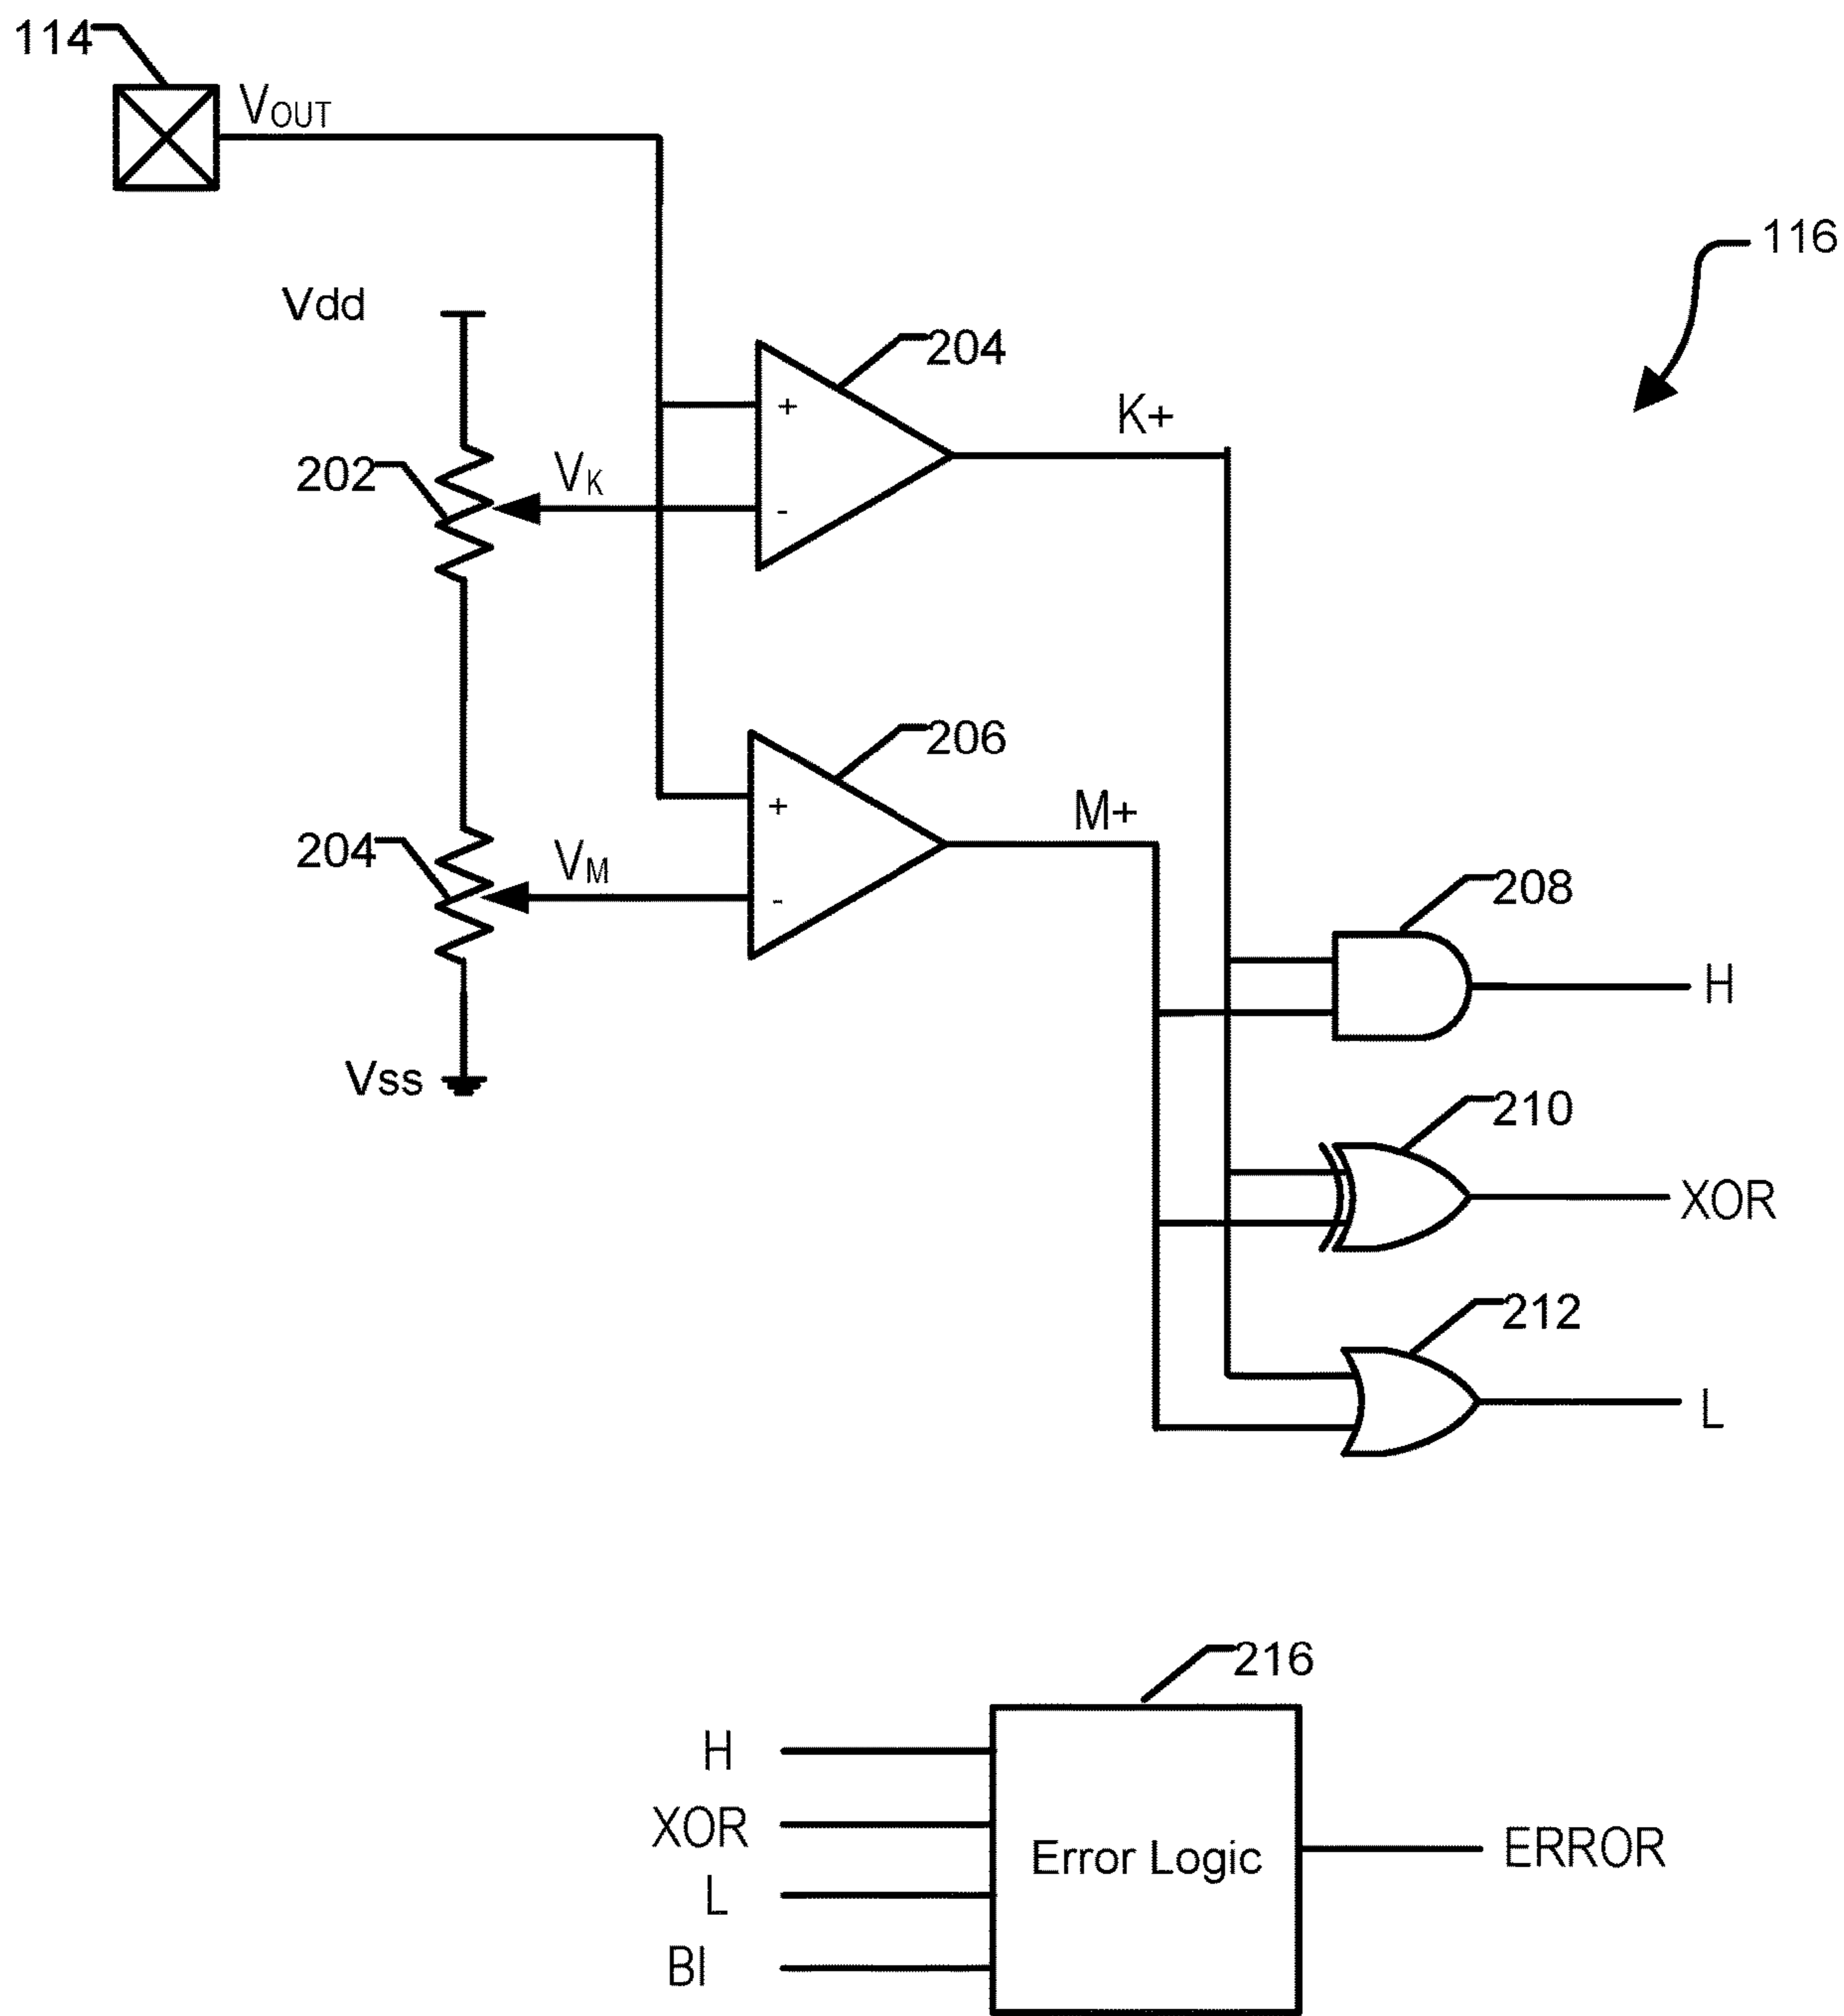 114
VOUT
116
Vdd
204
+
K+
202
VK
-
206
+
M+
204
VM
-
208
H
Vss
210
XOR
212
L
216
H
XOR
Error Logic
ERROR
L
BI